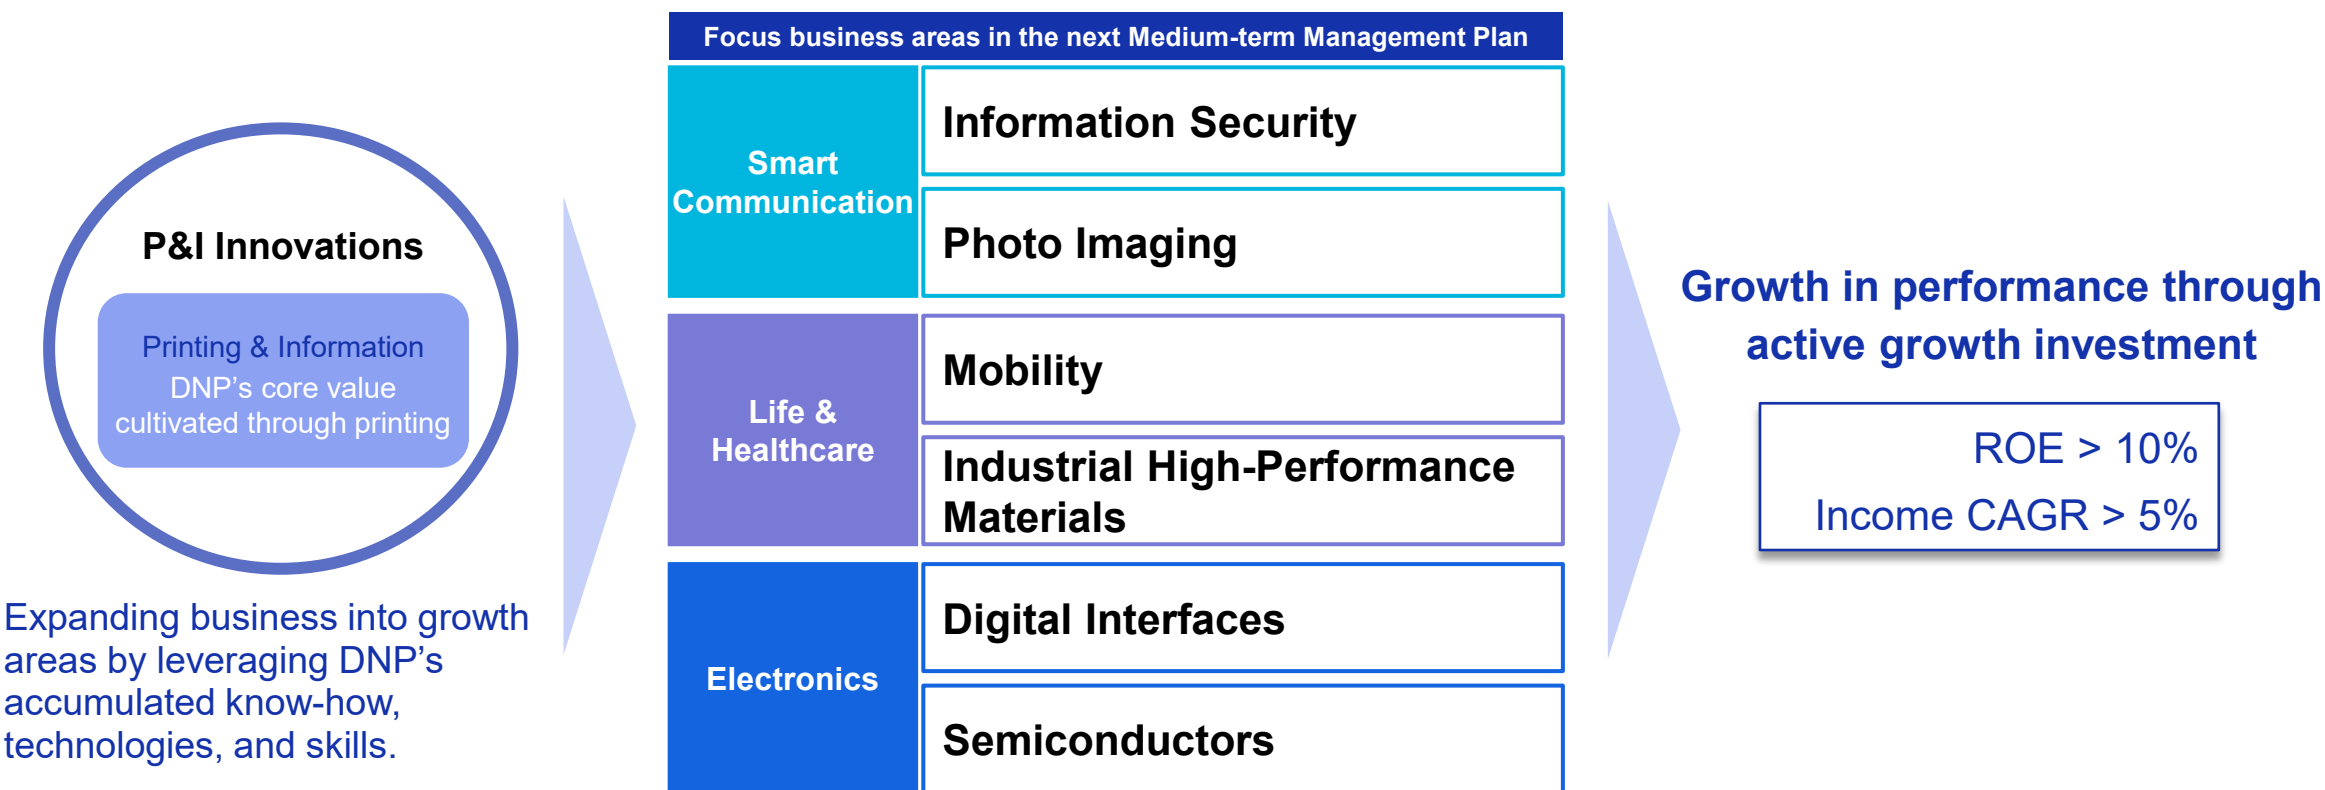 P&I Innovations
Printing & Information
DNP’s core value
cultivated through printing
Expanding business into growth
areas by leveraging DNP’s
accumulated know-how,
technologies, and skills.
Focus business areas in the next Medium-term Management Plan
Smart
Communication
Information Security
Photo Imaging
Life &
Healthcare
Mobility
Industrial High-Performance
Materials
Electronics
Digital Interfaces
Semiconductors
Growth in performance through
active growth investment
ROE > 10%
Income CAGR > 5%